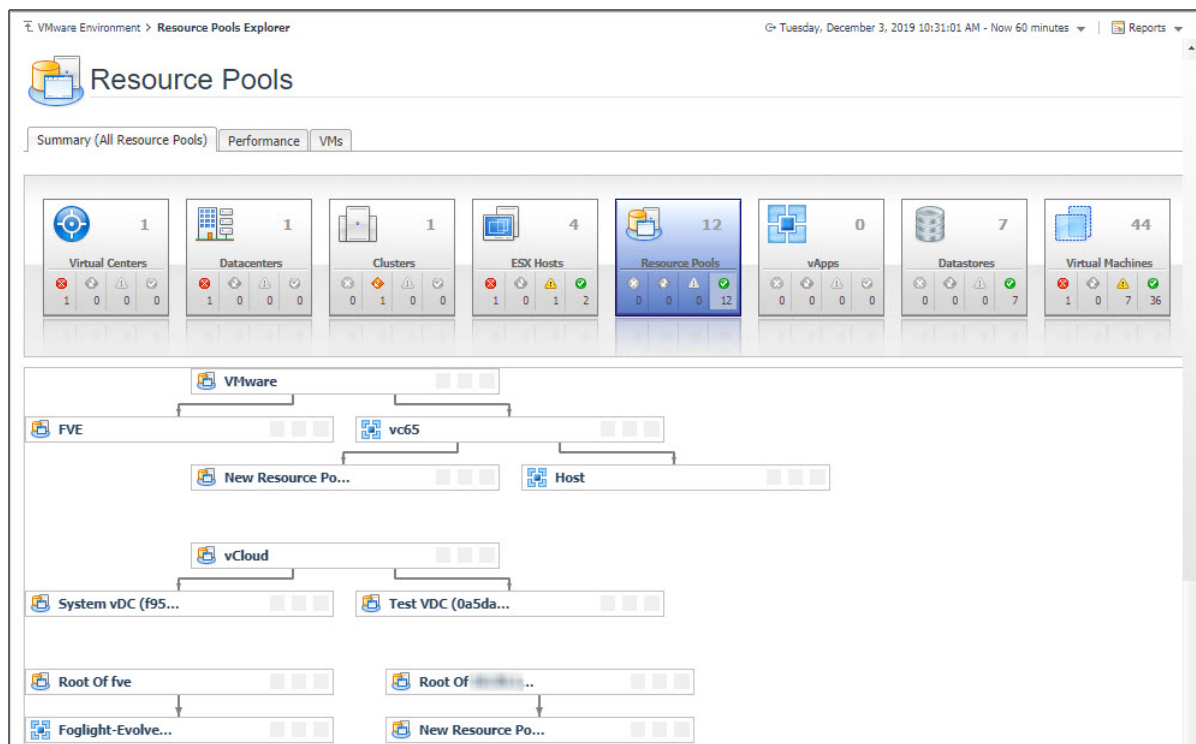 VMware Environment > Resource Pools Explorer
Tuesday, December 3, 2019 10:31:01 AM - Now 60 minutes
Reports
Resource Pools
Summary (All Resource Pools)
Performance
VMs
1 1 1 4 12 0 7 44
Virtual Centers Datacenters Clusters ESX Hosts Resource Pools vApps Datastores Virtual Machines
1 0 0 0 1 0 0 0 0 1 0 0 1 0 1 2 0 0 0 12 0 0 0 0 0 0 0 7 1 0 7 36
VMware
FVE
vc65
New Resource Po...
Host
vCloud
System vDC (f95...
Test VDC (0a5da...
Root Of fve
Root Of ...
Foglight-Evolve...
New Resource Po...